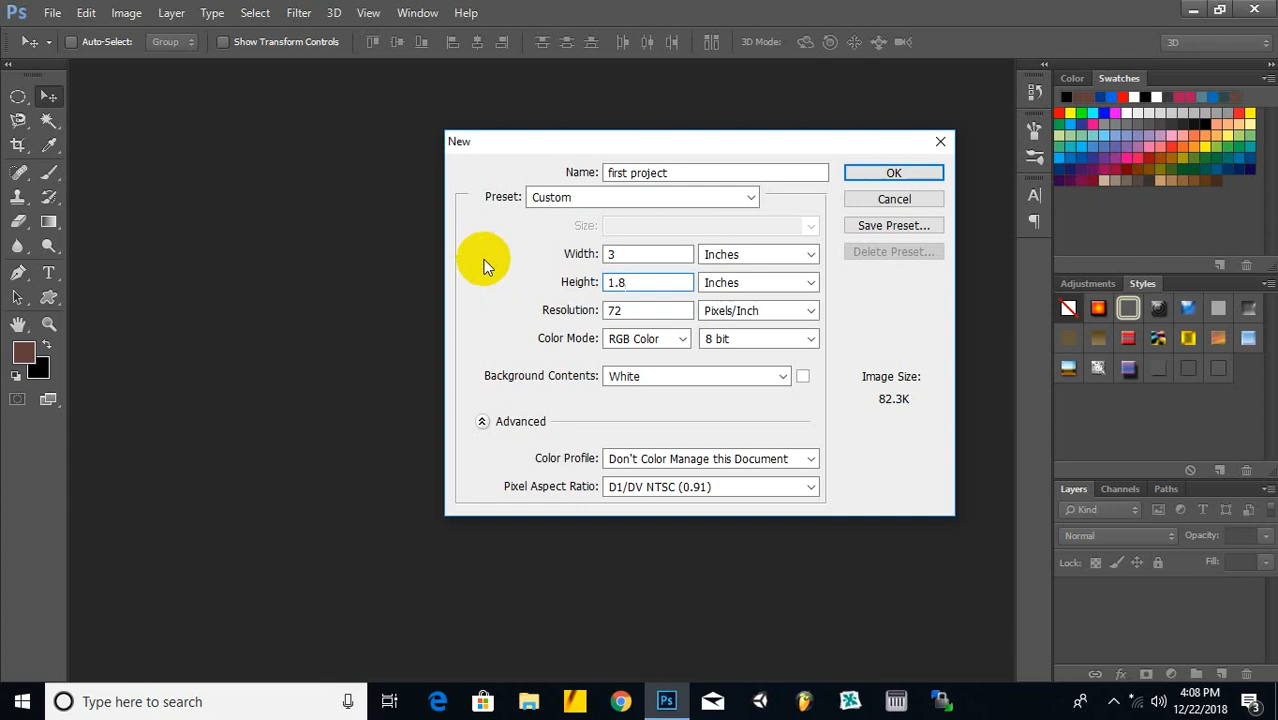 Ps File Edit Image Layer Type Select Filter 3D View Window Help
Auto-Select: Group Show Transform Controls 3D Mode: 3D
Color Swatches
New
Name: first project OK
Preset: Custom Cancel
Size: Save Preset...
Width: 3 Inches Delete Preset...
Height: 1.8 Inches
Resolution: 72 Pixels/Inch
Color Mode: RGB Color 8 bit
Background Contents: White
Image Size:
82.3K
Advanced
Color Profile: Don't Color Manage this Document
Pixel Aspect Ratio: D1/DV NTSC (0.91)
Adjustments Styles
Layers Channels Paths
Kind
Normal Opacity:
Lock: Fill:
fx
Type here to search
Ps
4:08 PM
12/22/2018
3